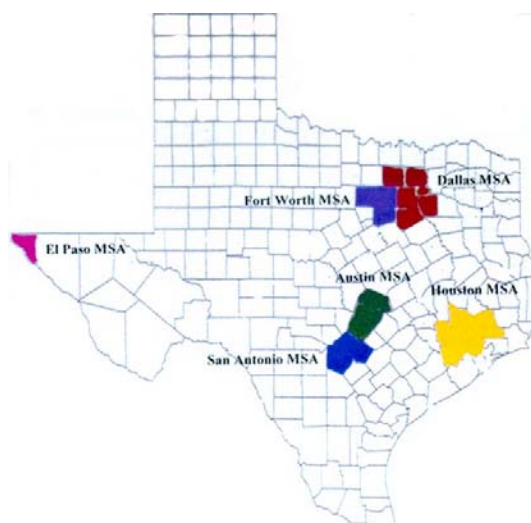 Dallas MSA
Fort Worth MSA
El Paso MSA
Austin MSA
Houston MSA
San Antonio MSA